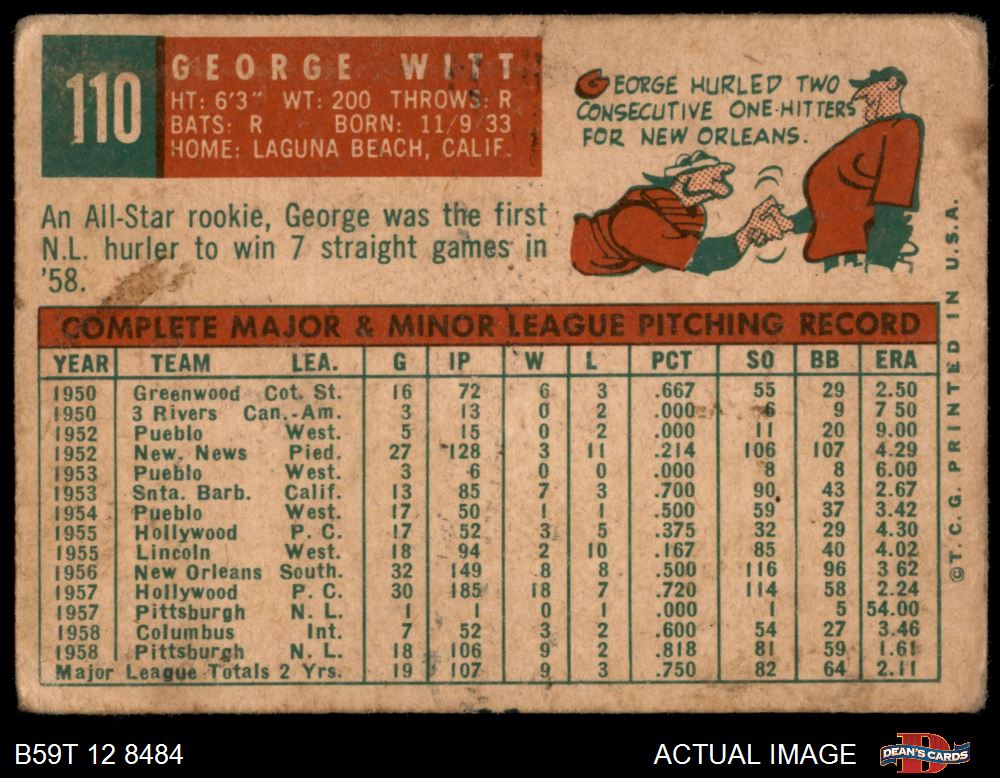 110
GEORGE WITT
HT: 6'3" WT: 200 THROWS: R
BATS: R BORN: 11/9/33
HOME: LAGUNA BEACH, CALIF.
GEORGE HURLED TWO
CONSECUTIVE ONE-HITTERS
FOR NEW ORLEANS.
An All-Star rookie, George was the first
N.L. hurler to win 7 straight games in
'58.
COMPLETE MAJOR & MINOR LEAGUE PITCHING RECORD
YEAR TEAM LEA. G IP W L PCT SO BB ERA
1950 Greenwood Cot. St. 16 72 6 3 .667 55 29 2.50
1950 3 Rivers Can.-Am. 3 13 0 2 .000 6 9 7 50
1952 Pueblo West. 5 15 0 2 .000 11 20 9.00
1952 New. News Pied. 27 128 3 11 .214 106 107 4.29
1953 Pueblo West. 3 6 0 0 .000 8 8 6.00
1953 Snta. Barb. Calif. 13 85 7 3 .700 90 43 2.67
1954 Pueblo West. 17 50 1 1 .500 59 37 3.42
1955 Hollywood P. C. 17 52 3 5 .375 32 29 4.30
1955 Lincoln West. 18 94 2 10 .167 85 40 4.02
1956 New Orleans South. 32 149 8 8 .500 116 96 3 62
1957 Hollywood P. C. 30 185 18 7 .720 114 58 2.24
1957 Pittsburgh N. L. 1 1 0 1 .000 1 5 54.00
1958 Columbus Int. 7 52 3 2 .600 54 27 3.46
1958 Pittsburgh N. L. 18 106 9 2 .818 81 59 1.61
Major League Totals 2 Yrs. 19 107 9 3 .750 82 64 2.11
©T. C. G. PRINTED IN U.S.A.
B59T 12 8484
ACTUAL IMAGE
DEAN'S CARDS